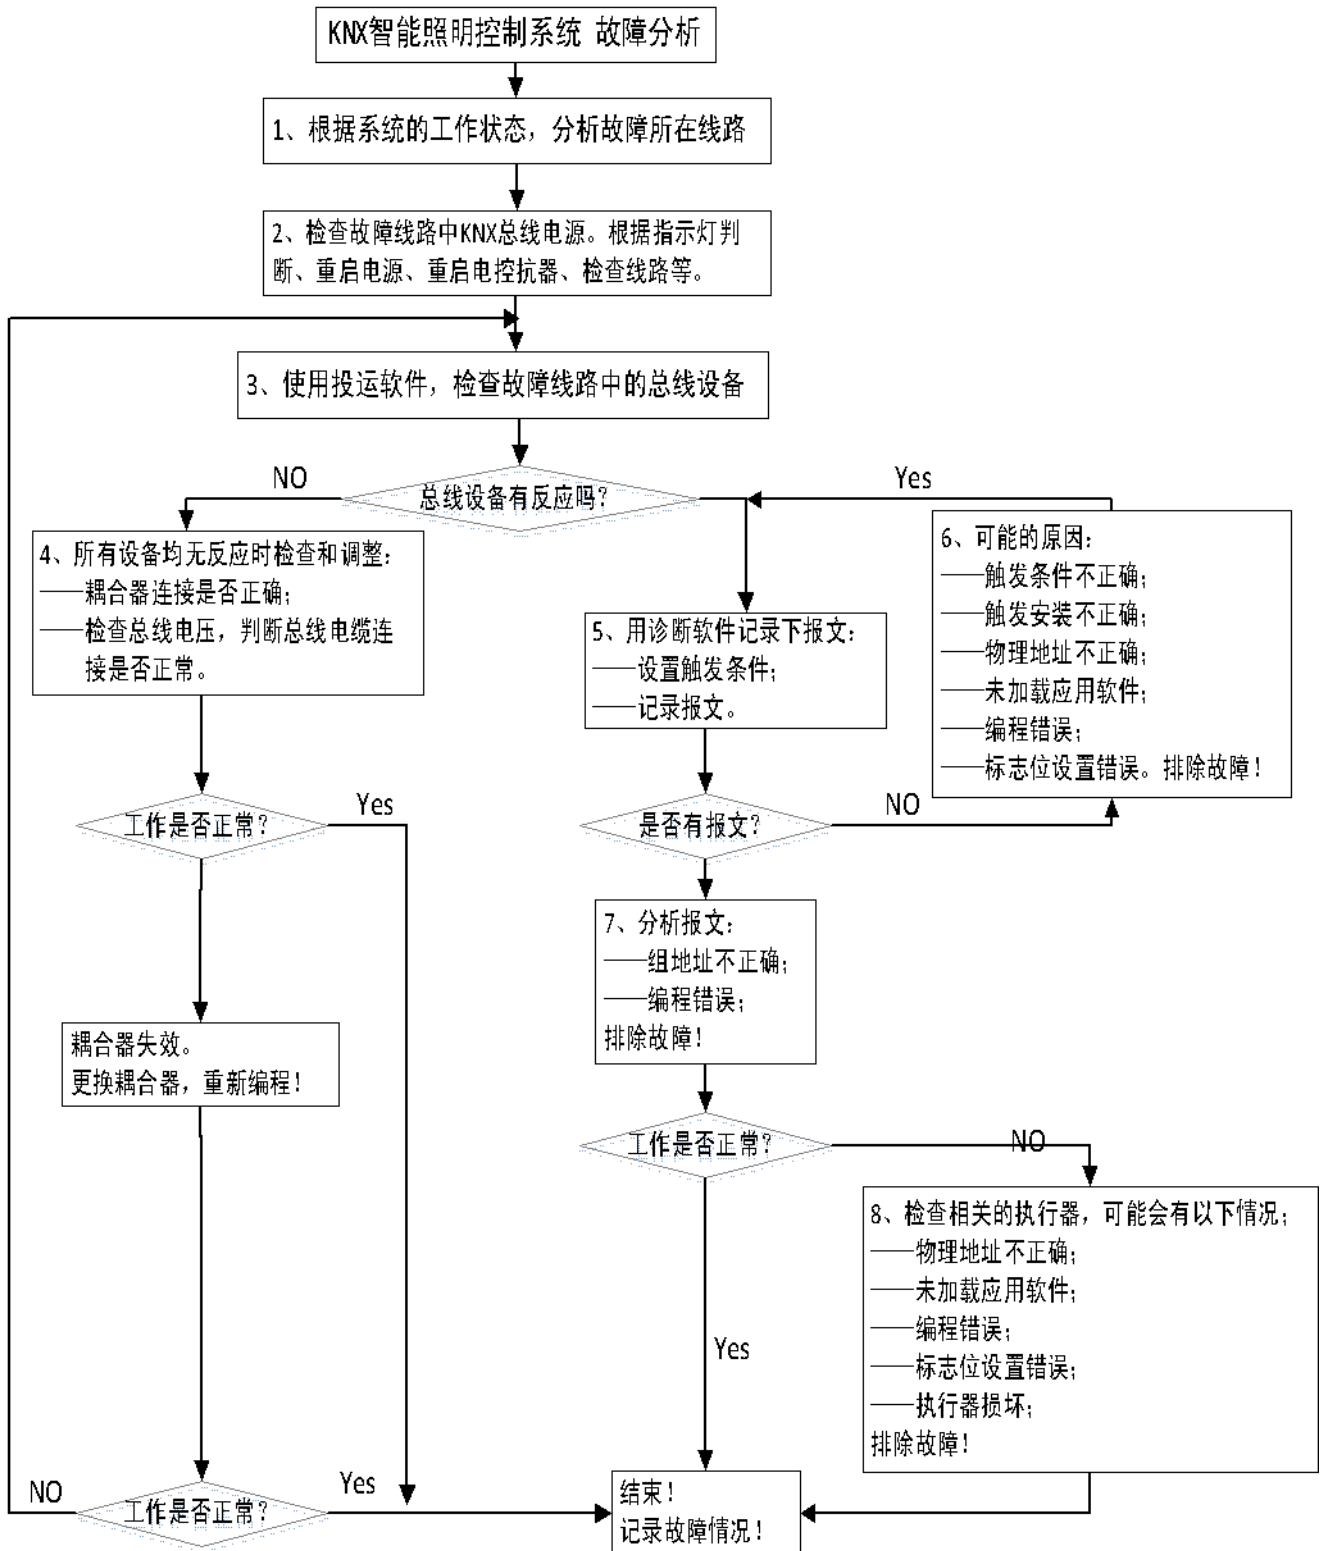 KNX智能照明控制系统 故障分析
1、根据系统的工作状态，分析故障所在线路
2、检查故障线路中KNX总线电源。根据指示灯判
断、重启电源、重启电控抗器、检查线路等。
3、使用投运软件，检查故障线路中的总线设备
NO
总线设备有反应吗？
Yes
4、所有设备均无反应时检查和调整：
——耦合器连接是否正确；
——检查总线电压，判断总线电缆连
接是否正常。
5、用诊断软件记录下报文：
——设置触发条件；
——记录报文。
6、可能的原因：
——触发条件不正确；
——触发安装不正确；
——物理地址不正确；
——未加载应用软件；
——编程错误；
——标志位设置错误。排除故障！
工作是否正常？
Yes
是否有报文？
NO
7、分析报文：
——组地址不正确；
——编程错误；
排除故障！
耦合器失效。
更换耦合器，重新编程！
工作是否正常？
NO
8、检查相关的执行器，可能会有以下情况；
——物理地址不正确；
——未加载应用软件；
——编程错误；
——标志位设置错误；
——执行器损坏；
排除故障！
Yes
NO
工作是否正常？
Yes
结束！
记录故障情况！